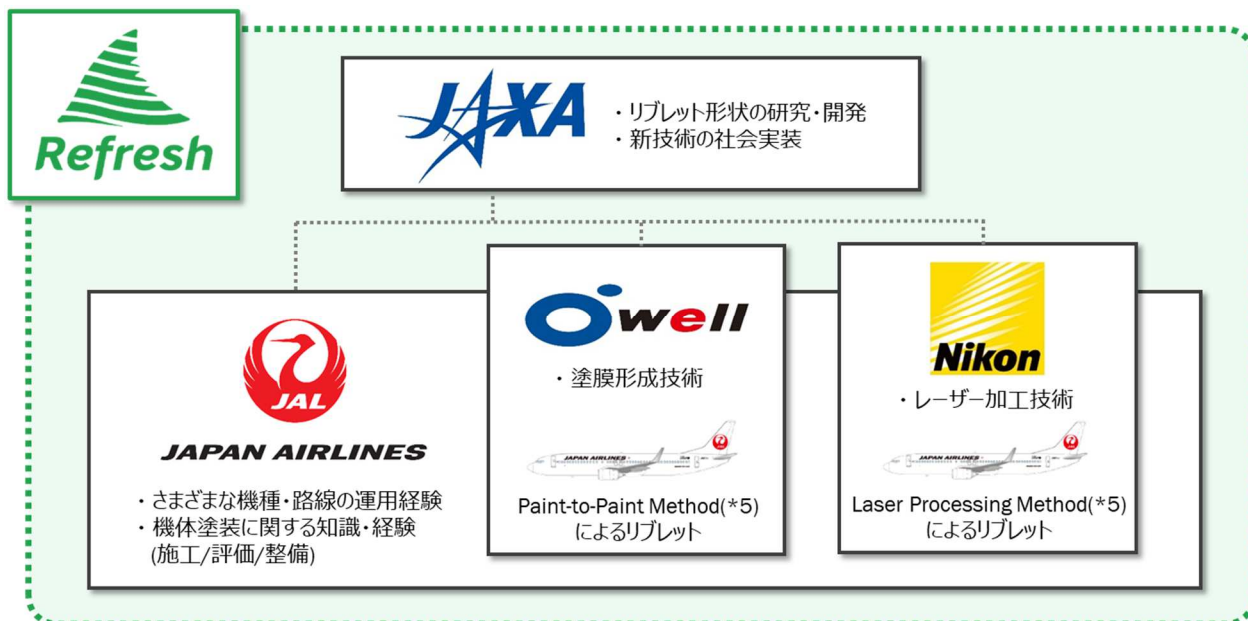 Refresh
JAXA
・リブレット形状の研究・開発
・新技術の社会実装
JAL
JAPAN AIRLINES
・さまざまな機種・路線の運用経験
・機体塗装に関する知識・経験
(施工/評価/整備)
Owell
・塗膜形成技術
JAPAN AIRLINES
Paint-to-Paint Method(*5)
によるリブレット
Nikon
・レーザー加工技術
JAPAN AIRLINES
Laser Processing Method(*5)
によるリブレット